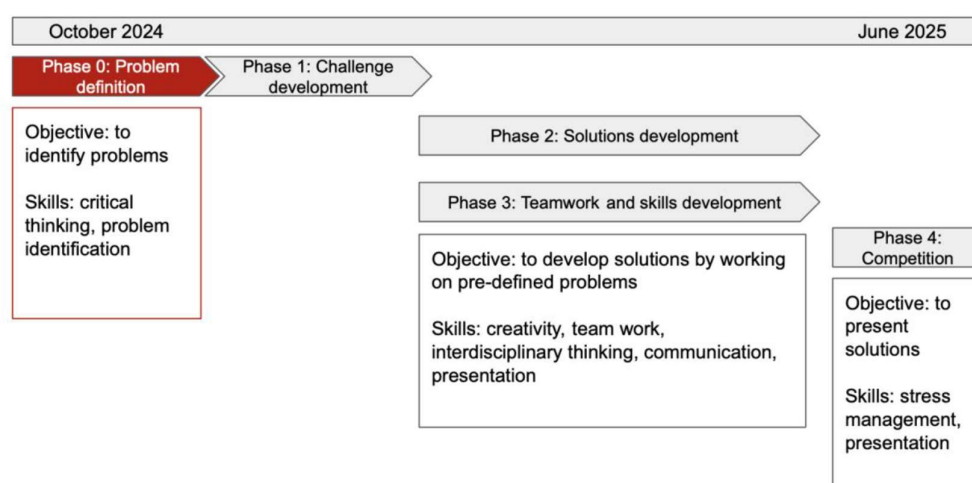 October 2024
June 2025
Phase 0: Problem
definition
Phase 1: Challenge
development
Objective: to
identify problems
Skills: critical
thinking, problem
identification
Phase 2: Solutions development
Phase 3: Teamwork and skills development
Objective: to develop solutions by working
on pre-defined problems
Skills: creativity, team work,
interdisciplinary thinking, communication,
presentation
Phase 4:
Competition
Objective: to
present
solutions
Skills: stress
management,
presentation